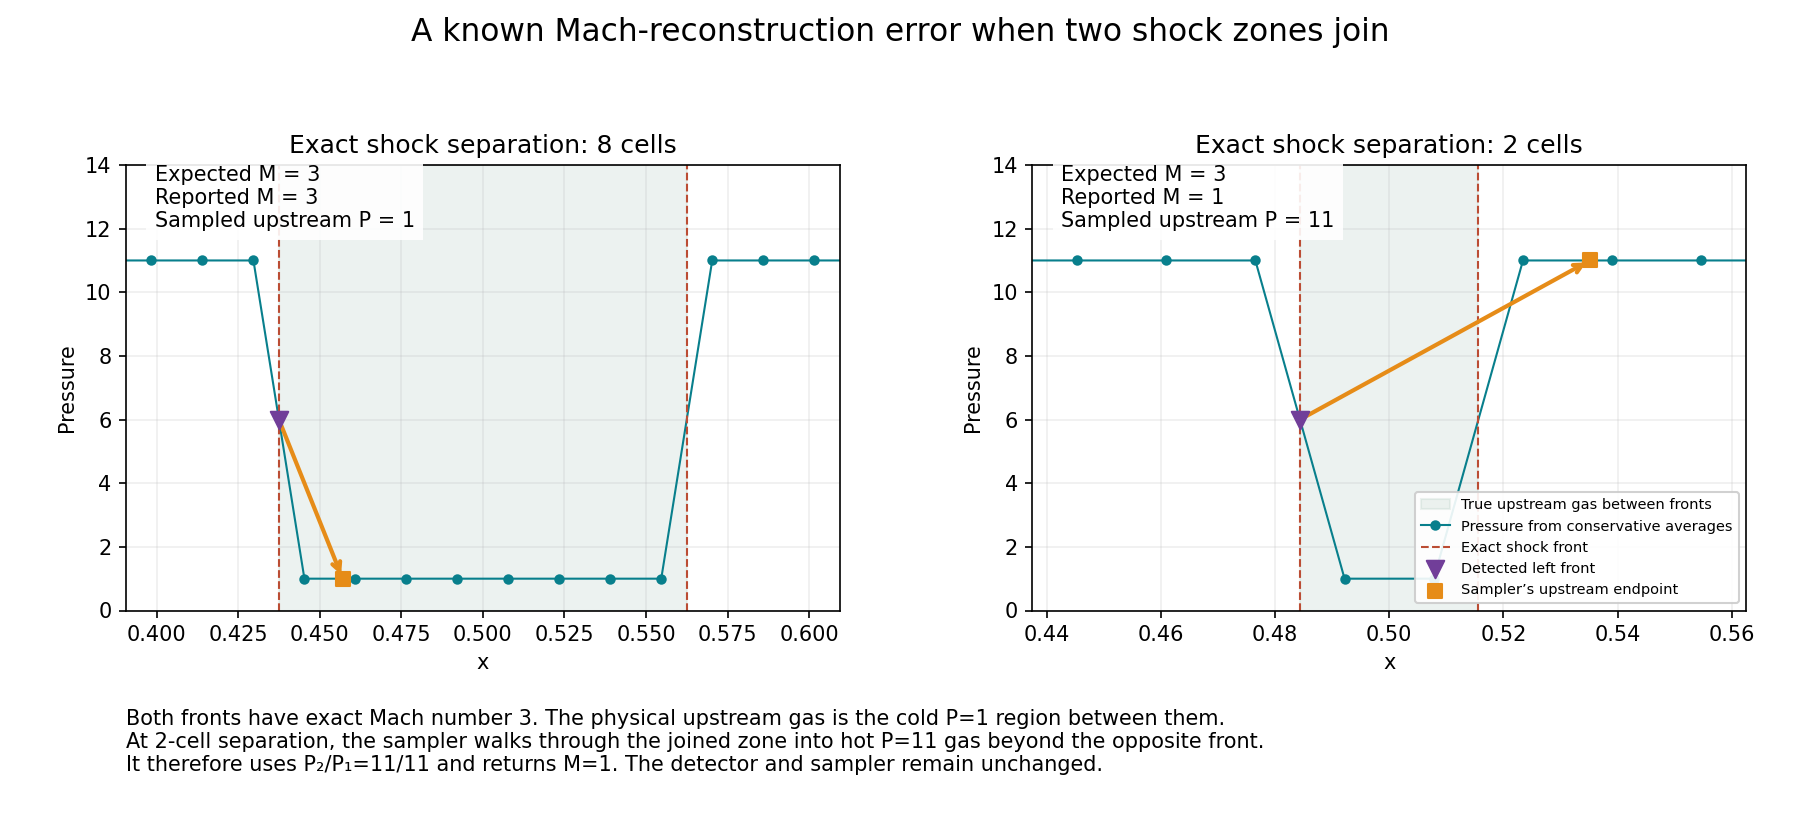 A known Mach-reconstruction error when two shock zones join
Exact shock separation: 8 cells
Expected M = 3
Reported M = 3
Sampled upstream P = 1
Pressure
14
12
10
8
6
4
2
0
0.400 0.425 0.450 0.475 0.500 0.525 0.550 0.575 0.600
x
Exact shock separation: 2 cells
Expected M = 3
Reported M = 1
Sampled upstream P = 11
Pressure
14
12
10
8
6
4
2
0
True upstream gas between fronts
Pressure from conservative averages
Exact shock front
Detected left front
Sampler’s upstream endpoint
0.44 0.46 0.48 0.50 0.52 0.54 0.56
x
Both fronts have exact Mach number 3. The physical upstream gas is the cold P=1 region between them.
At 2-cell separation, the sampler walks through the joined zone into hot P=11 gas beyond the opposite front.
It therefore uses P₂/P₁=11/11 and returns M=1. The detector and sampler remain unchanged.